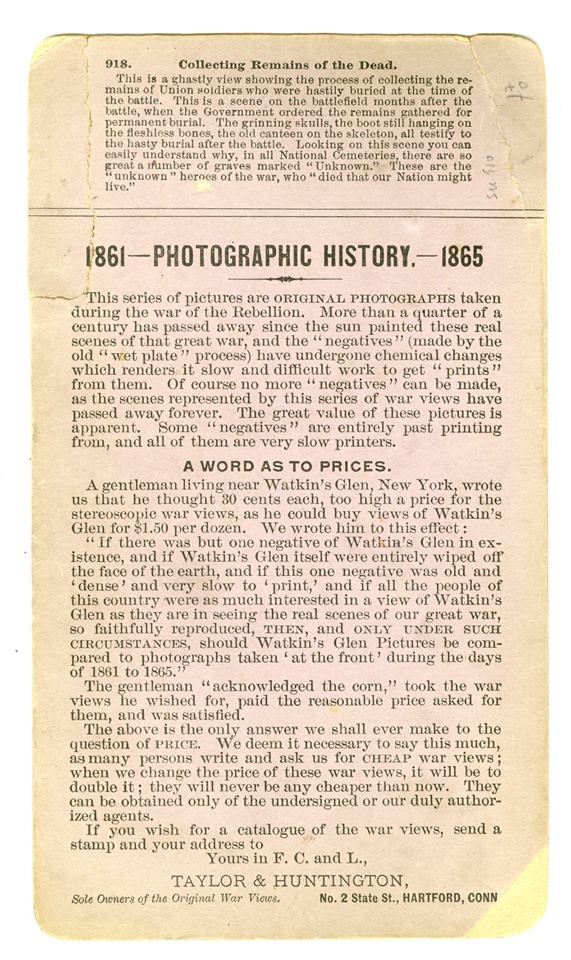 918. Collecting Remains of the Dead.
This is a ghastly view showing the process of collecting the re-
mains of Union soldiers who were hastily buried at the time of
the battle. This is a scene on the battlefield months after the
battle, when the Government ordered the remains gathered for
permanent burial. The grinning skulls, the boot still hanging on
the fleshless bones, the old canteen on the skeleton, all testify to
the hasty burial after the battle. Looking on this scene you can
easily understand why, in all National Cemeteries, there are so
great a number of graves marked "Unknown." These are the
"unknown" heroes of the war, who "died that our Nation might
live."
1861—PHOTOGRAPHIC HISTORY.—1865
This series of pictures are ORIGINAL PHOTOGRAPHS taken
during the war of the Rebellion. More than a quarter of a
century has passed away since the sun painted these real
scenes of that great war, and the "negatives" (made by the
old "wet plate" process) have undergone chemical changes
which renders it slow and difficult work to get "prints"
from them. Of course no more "negatives" can be made,
as the scenes represented by this series of war views have
passed away forever. The great value of these pictures is
apparent. Some "negatives" are entirely past printing
from, and all of them are very slow printers.
A WORD AS TO PRICES.
A gentleman living near Watkin's Glen, New York, wrote
us that he thought 30 cents each, too high a price for the
stereoscopic war views, as he could buy views of Watkin's
Glen for $1.50 per dozen. We wrote him to this effect:
"If there was but one negative of Watkin's Glen in ex-
istence, and if Watkin's Glen itself were entirely wiped off
the face of the earth, and if this one negative was old and
'dense' and very slow to 'print,' and if all the people of
this country were as much interested in a view of Watkin's
Glen as they are in seeing the real scenes of our great war,
so faithfully reproduced, THEN, and ONLY UNDER SUCH
CIRCUMSTANCES, should Watkin's Glen Pictures be com-
pared to photographs taken 'at the front' during the days
of 1861 to 1865."
The gentleman "acknowledged the corn," took the war
views he wished for, paid the reasonable price asked for
them, and was satisfied.
The above is the only answer we shall ever make to the
question of PRICE. We deem it necessary to say this much,
as many persons write and ask us for CHEAP war views;
when we change the price of these war views, it will be to
double it; they will never be any cheaper than now. They
can be obtained only of the undersigned or our duly author-
ized agents.
If you wish for a catalogue of the war views, send a
stamp and your address to
Yours in F. C. and L.,
TAYLOR & HUNTINGTON,
Sole Owners of the Original War Views. No. 2 State St., HARTFORD, CONN